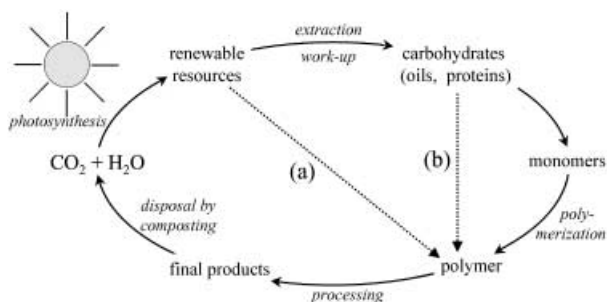 extraction
renewable
resources
work-up
carbohydrates
(oils, proteins)
photosynthesis
CO₂ + H₂O
(a)
(b)
monomers
disposal by
composting
poly-
merization
final products
polymer
processing